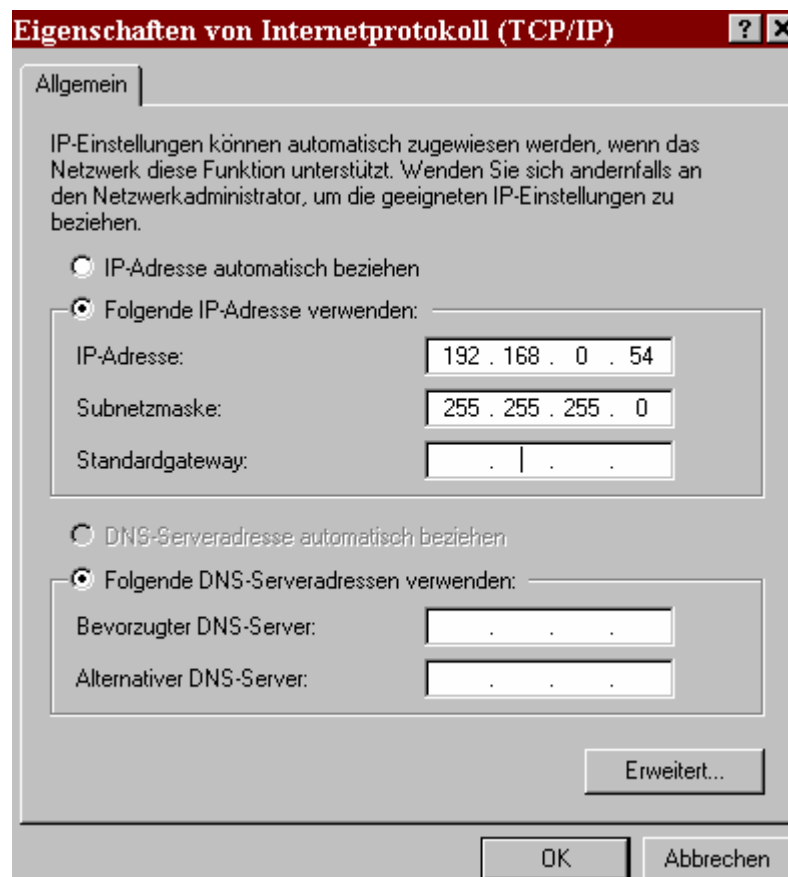 Eigenschaften von Internetprotokoll (TCP/IP)
Allgemein
IP-Einstellungen können automatisch zugewiesen werden, wenn das
Netzwerk diese Funktion unterstützt. Wenden Sie sich andernfalls an
den Netzwerkadministrator, um die geeigneten IP-Einstellungen zu
beziehen.
IP-Adresse automatisch beziehen
Folgende IP-Adresse verwenden:
IP-Adresse: 192 . 168 . 0 . 54
Subnetzmaske: 255 . 255 . 255 . 0
Standardgateway: . . .
DNS-Serveradresse automatisch beziehen
Folgende DNS-Serveradressen verwenden:
Bevorzugter DNS-Server: . . .
Alternativer DNS-Server: . . .
Erweitert...
OK Abbrechen